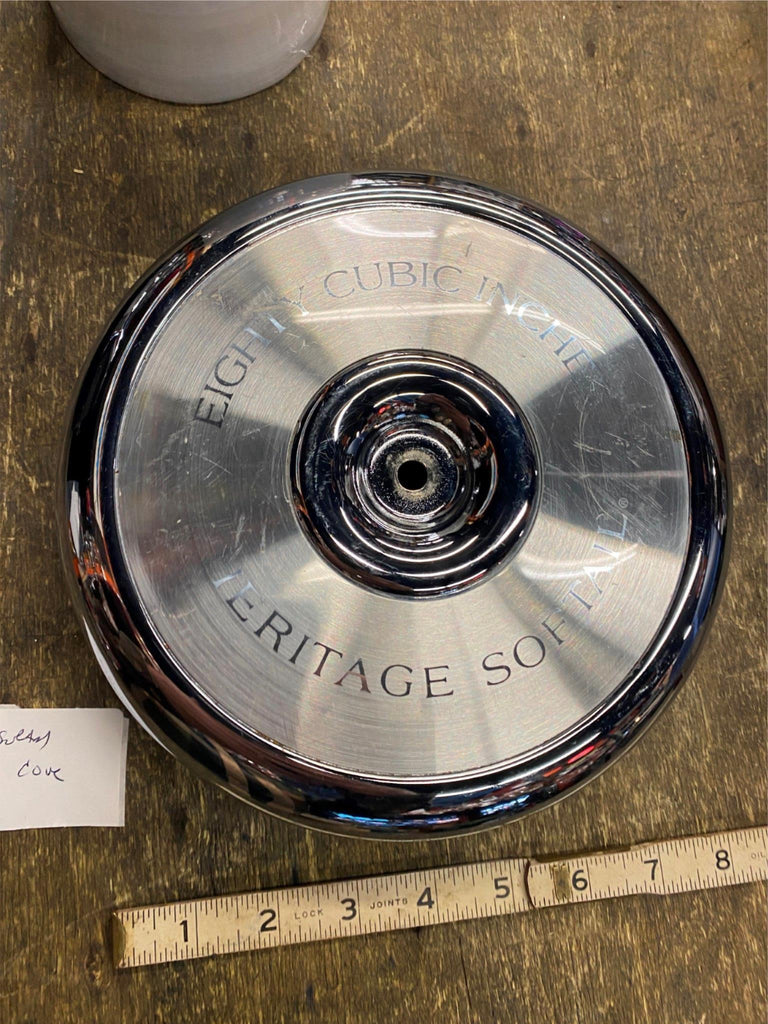 EIGHTY CUBIC INCHES
HERITAGE SOFTAIL®
COVE
1 2 LOCK 3 JOINTS 4 5 6 7 8